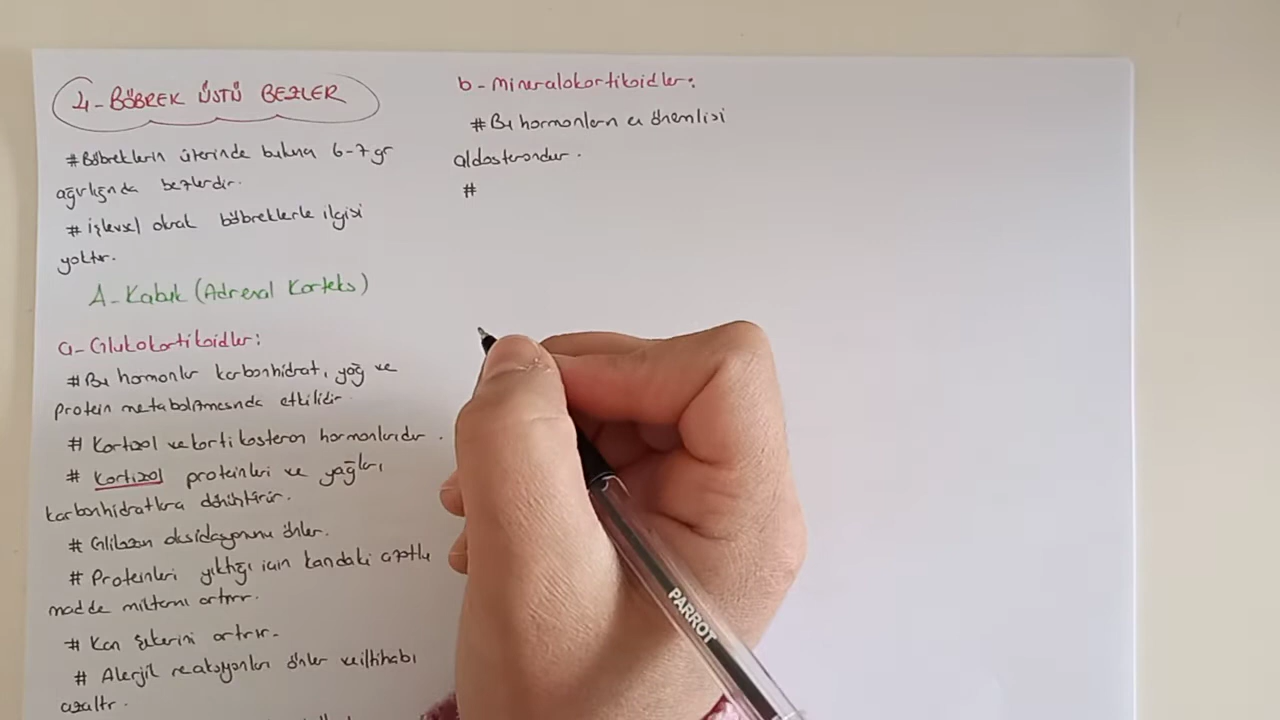 4-BÖBREK ÜSTÜ BEZLER
#Böbreklerin üzerinde bulunan 6-7gr
ağırlığında bezlerdir.
# İşlevsel olarak böbreklerle ilgisi
yoktur.
A-Kabuk (Adrenal Korteks)
a-Glukokortikoidler:
#Bu hormonlar karbonhidrat, yağ ve
Protein metabolizmasında etkilidir.
# Kortizol ve kortikosteron hormonlarıdır.
# Kortizol proteinleri ve yağları
karbonhidratlara dönüştürür.
# Glikozun oksidasyonunu önler.
# Proteinleri yıktığı için kandaki azotlu
madde miktarını artırır.
# Kan şekerini artırır.
# Alerjik reaksiyonları önler ve iltihabı
azaltır.
b-Mineralokortikoidler:
#Bu hormonların en önemlisi
aldosterondur.
#
PARROT